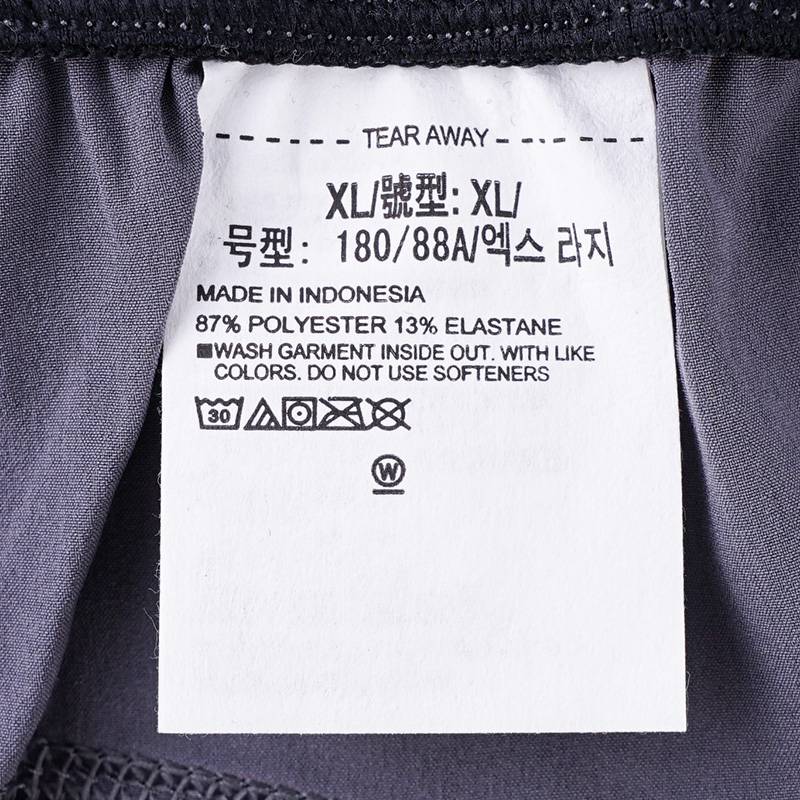 TEAR AWAY
XL/號型: XL/
号型: 180/88A/엑스 라지
MADE IN INDONESIA
87% POLYESTER 13% ELASTANE
WASH GARMENT INSIDE OUT. WITH LIKE
COLORS. DO NOT USE SOFTENERS
30
W